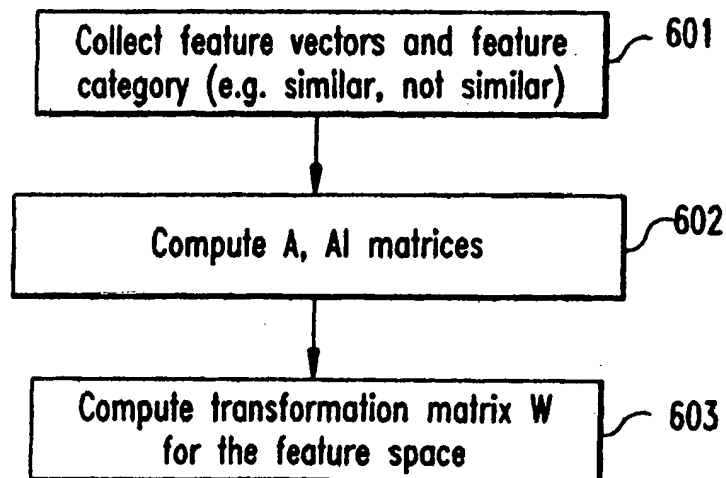 Collect feature vectors and feature
category (e.g. similar, not similar)
601
Compute A, AI matrices
602
Compute transformation matrix W
for the feature space
603